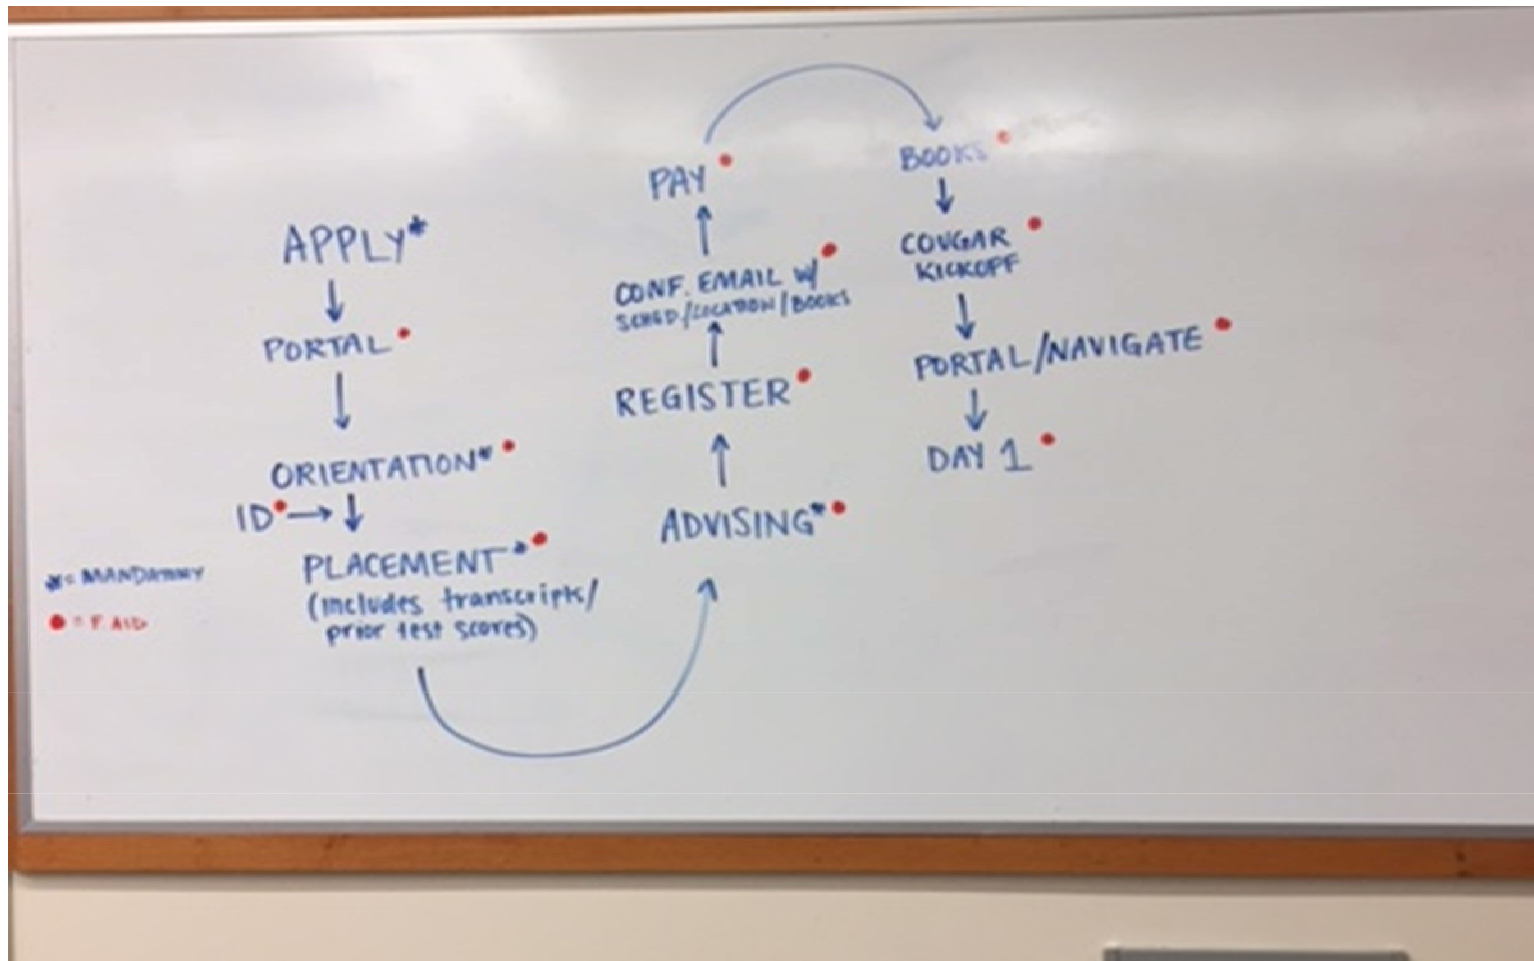 APPLY*
PORTAL
ORIENTATION*
ID
PLACEMENT*
(includes transcripts/
prior test scores)
* = MANDATORY
= F. AID
ADVISING*
REGISTER
CONF. EMAIL w/
SCHED/LOCATION/BOOKS
PAY
BOOKS
COUGAR
KICKOFF
PORTAL/NAVIGATE
DAY 1